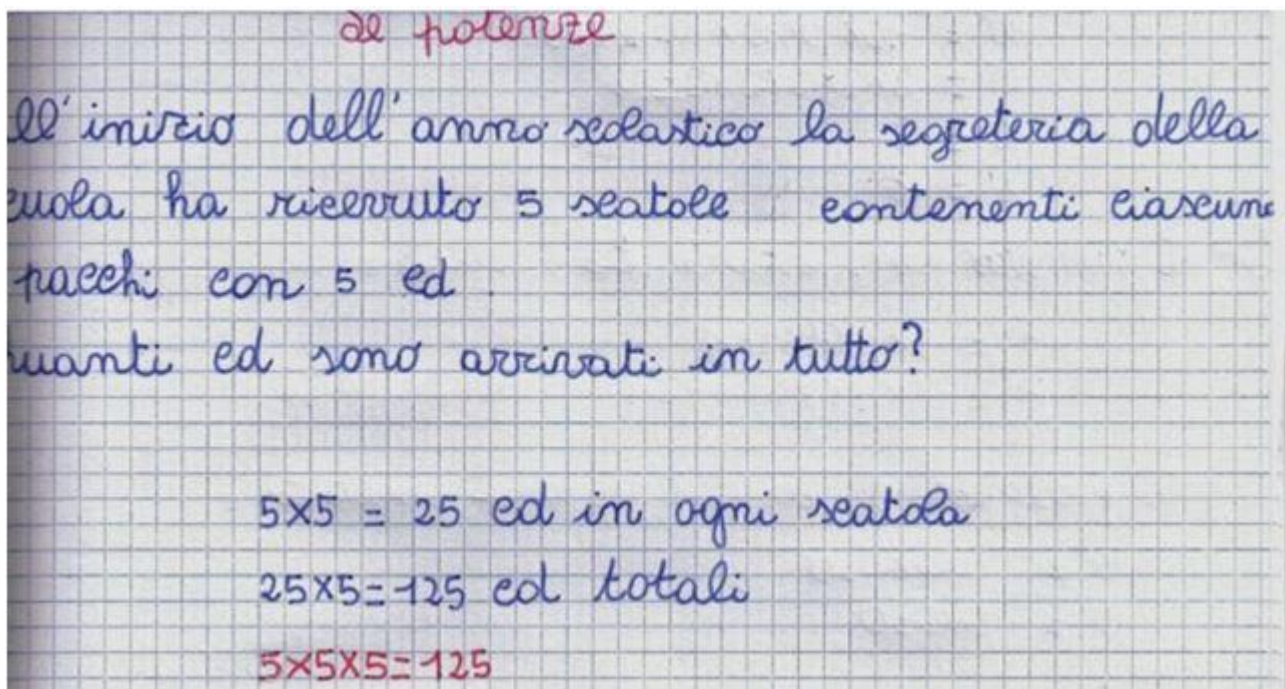 le potenze
ll'inizio dell'anno scolastico la segreteria della
cuola ha ricevuto 5 scatole contenenti ciascune
pacchi con 5 cd.
uanti cd sono arrivati in tutto?
5x5 = 25 cd in ogni scatola
25x5=125 cd totali
5x5x5=125